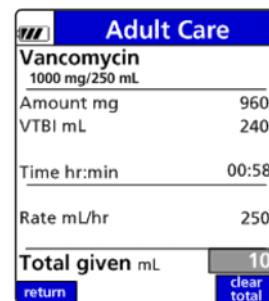 Adult Care
Vancomycin
1000 mg/250 mL
Amount mg 960
VTBI mL 240
Time hr:min 00:58
Rate mL/hr 250
Total given mL 10
return clear total